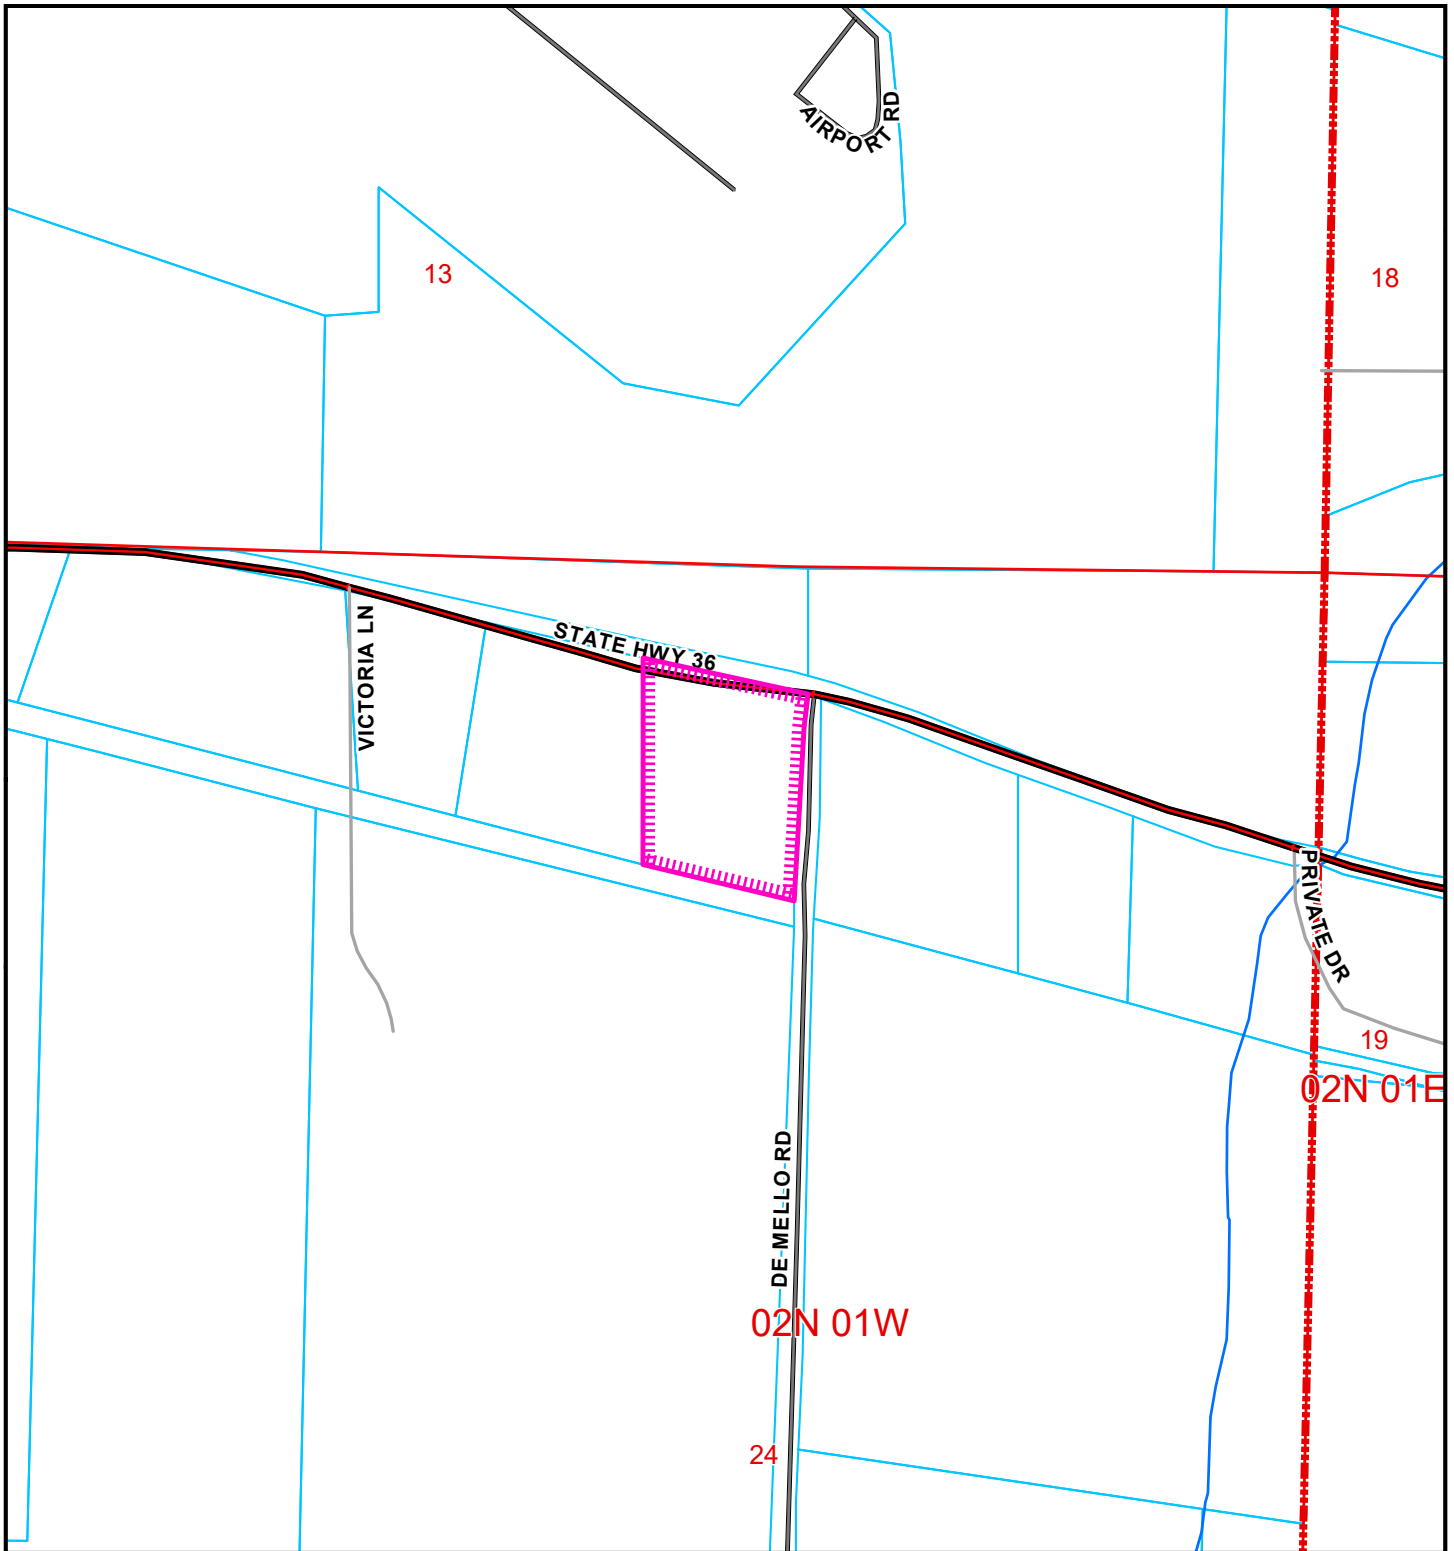 AIRPORT RD
13
18
STATE HWY 36
VICTORIA LN
PRIVATE DR
19
02N 01E
DE MELLO RD
02N 01W
24